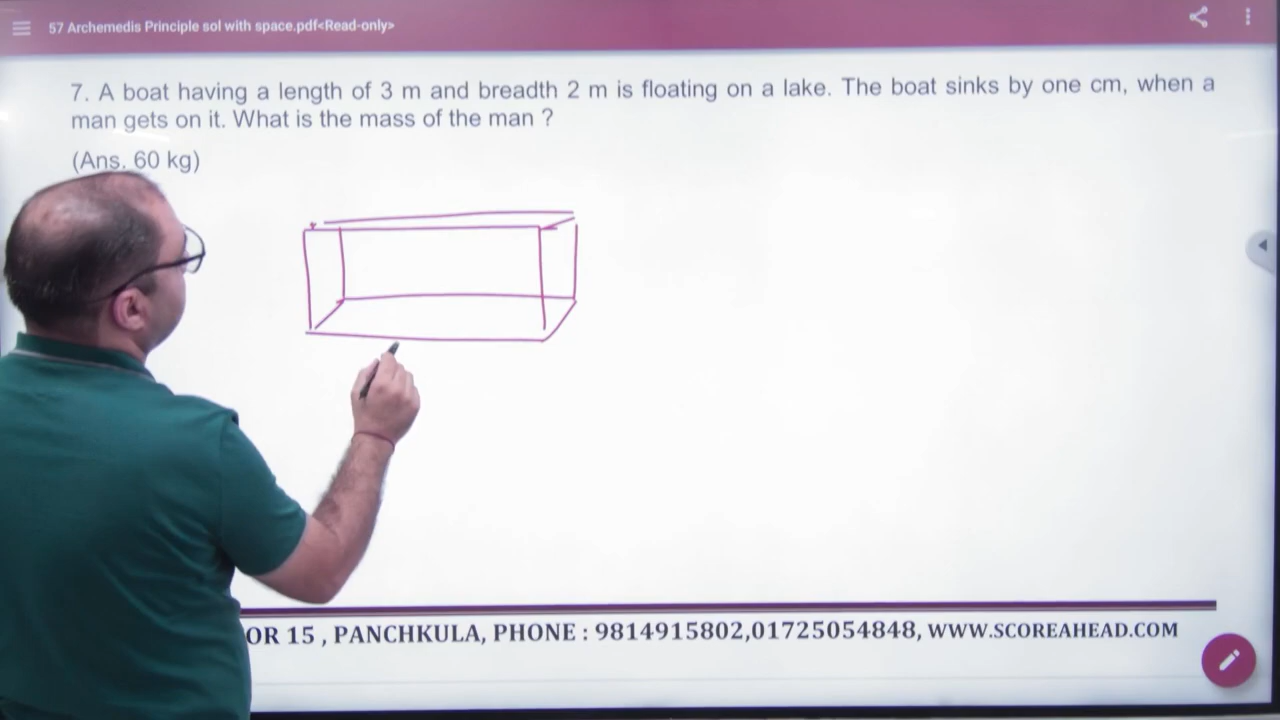 57 Archemedis Principle sol with space.pdf<Read-only>
7. A boat having a length of 3 m and breadth 2 m is floating on a lake. The boat sinks by one cm, when a
man gets on it. What is the mass of the man ?
(Ans. 60 kg)
OR 15 , PANCHKULA, PHONE : 9814915802,01725054848, WWW.SCOREAHEAD.COM